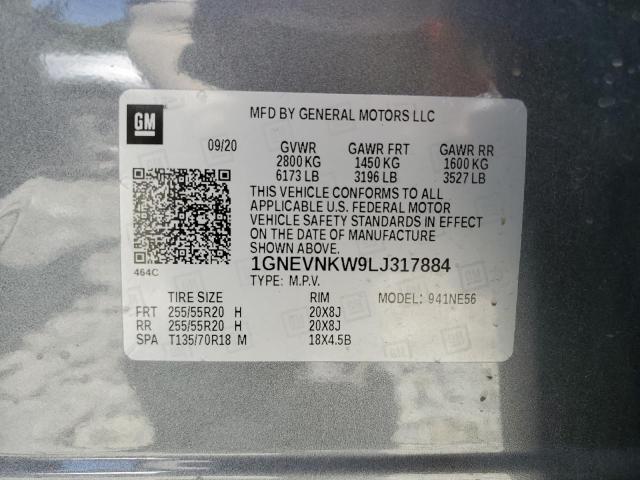 GM
MFD BY GENERAL MOTORS LLC
09/20 GVWR GAWR FRT GAWR RR
2800 KG 1450 KG 1600 KG
6173 LB 3196 LB 3527 LB
THIS VEHICLE CONFORMS TO ALL
APPLICABLE U.S. FEDERAL MOTOR
VEHICLE SAFETY STANDARDS IN EFFECT
ON THE DATE OF MANUFACTURE
SHOWN ABOVE.
464C
1GNEVNKW9LJ317884
TYPE: M.P.V.
TIRE SIZE RIM MODEL: 941NE56
FRT 255/55R20 H 20X8J
RR 255/55R20 H 20X8J
SPA T135/70R18 M 18X4.5B